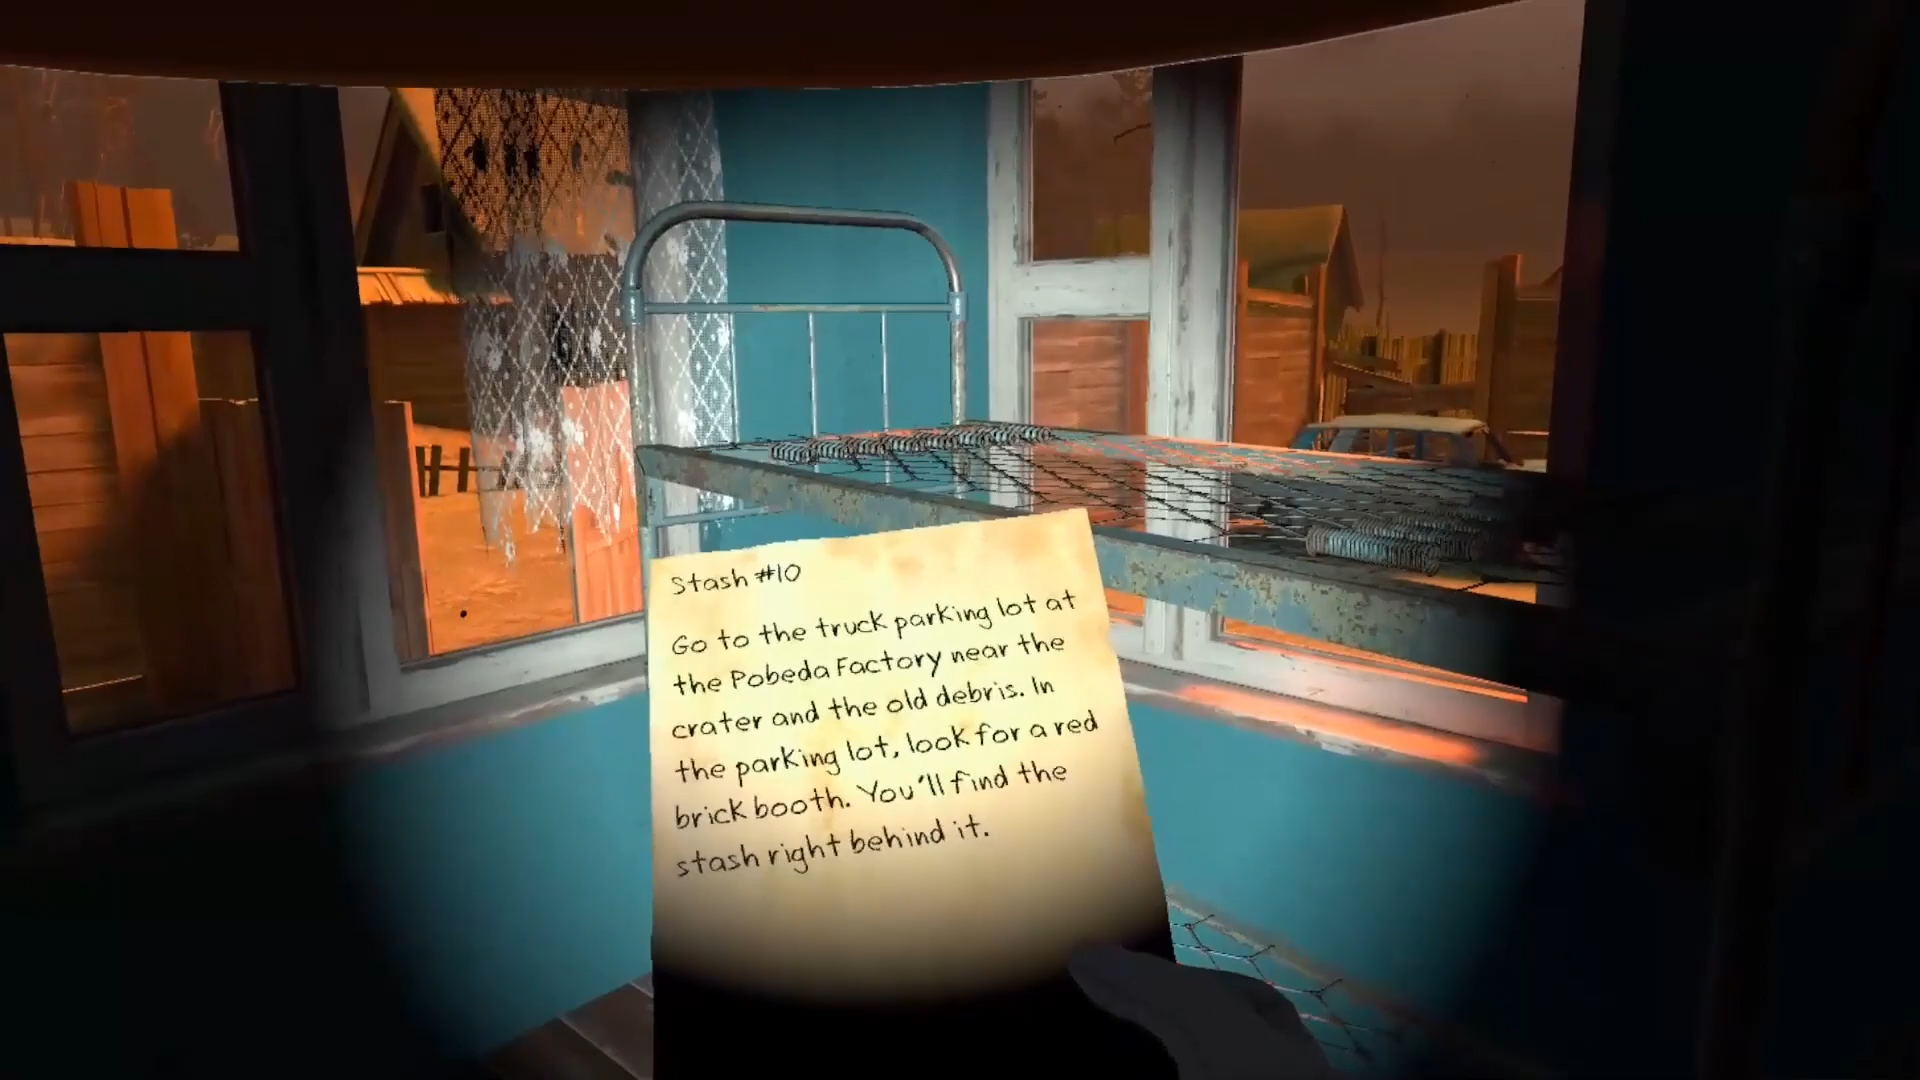 Stash #10
Go to the truck parking lot at
the Pobeda Factory near the
crater and the old debris. In
the parking lot, look for a red
brick booth. You'll find the
stash right behind it.